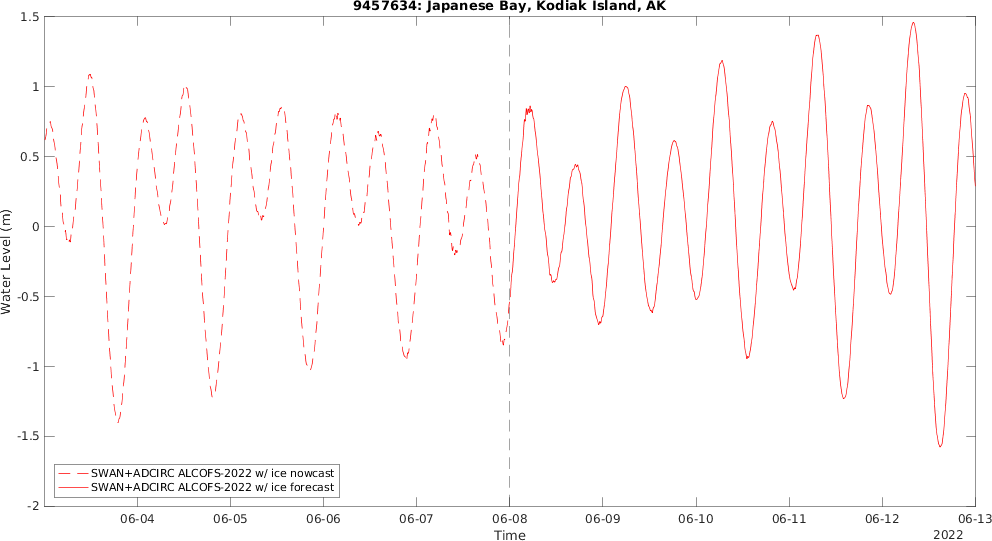 9457634: Japanese Bay, Kodiak Island, AK
Water Level (m)
1.5
1
0.5
0
-0.5
-1
-1.5
-2
SWAN+ADCIRC ALCOFS-2022 w/ ice nowcast
SWAN+ADCIRC ALCOFS-2022 w/ ice forecast
06-04 06-05 06-06 06-07 06-08 06-09 06-10 06-11 06-12 06-13
Time
2022